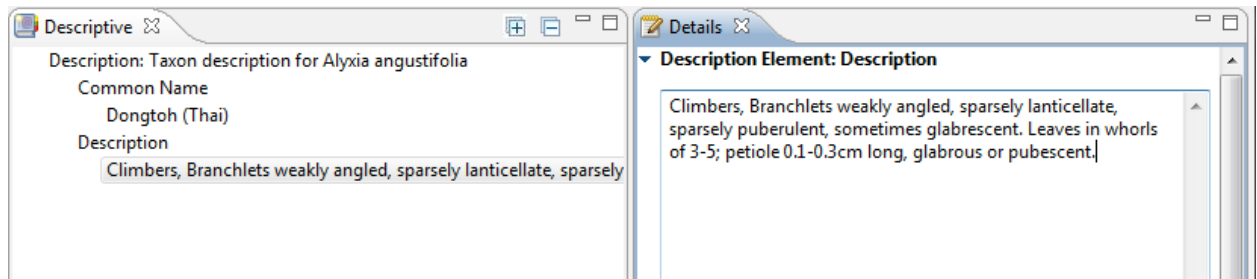 Descriptive
Description: Taxon description for Alyxia angustifolia
Common Name
Dongtoh (Thai)
Description
Climbers, Branchlets weakly angled, sparsely lanticellate, sparsely
Details
Description Element: Description
Climbers, Branchlets weakly angled, sparsely lanticellate,
sparsely puberulent, sometimes glabrescent. Leaves in whorls
of 3-5; petiole 0.1-0.3cm long, glabrous or pubescent.